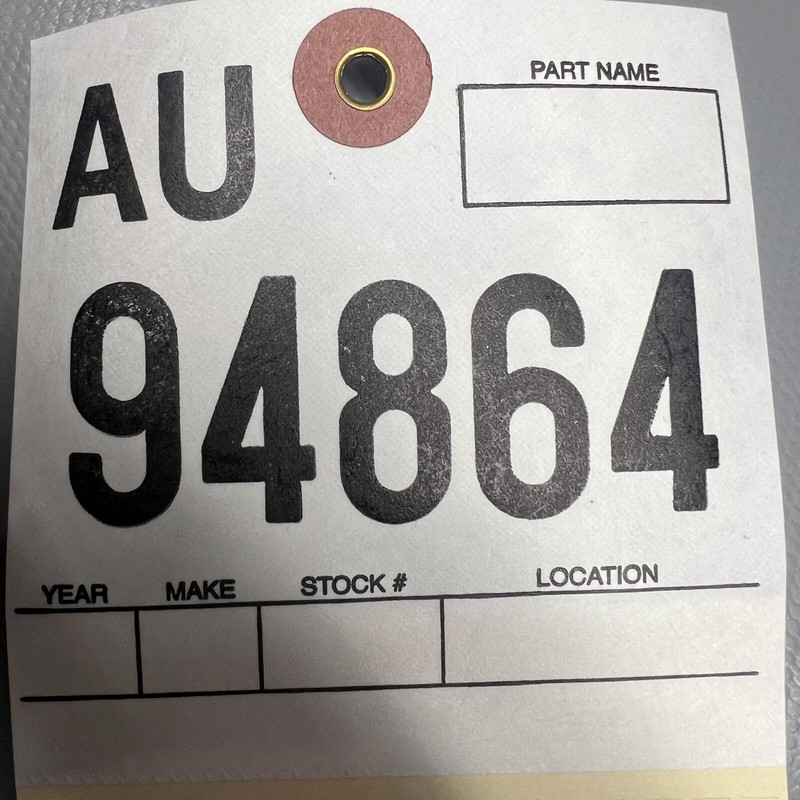 AU
PART NAME
94864
YEAR MAKE STOCK # LOCATION